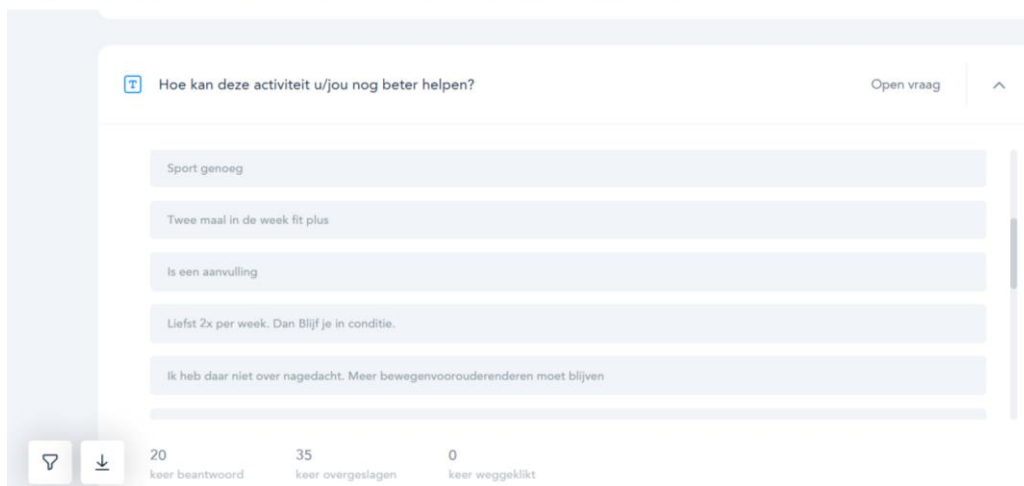 Hoe kan deze activiteit u/jou nog beter helpen?
Open vraag
Sport genoeg
Twee maal in de week fit plus
Is een aanvulling
Liefst 2x per week. Dan Blijf je in conditie.
Ik heb daar niet over nagedacht. Meer bewegenvoorouderenderen moet blijven
20
keer beantwoord
35
keer overgeslagen
0
keer weggeklikt